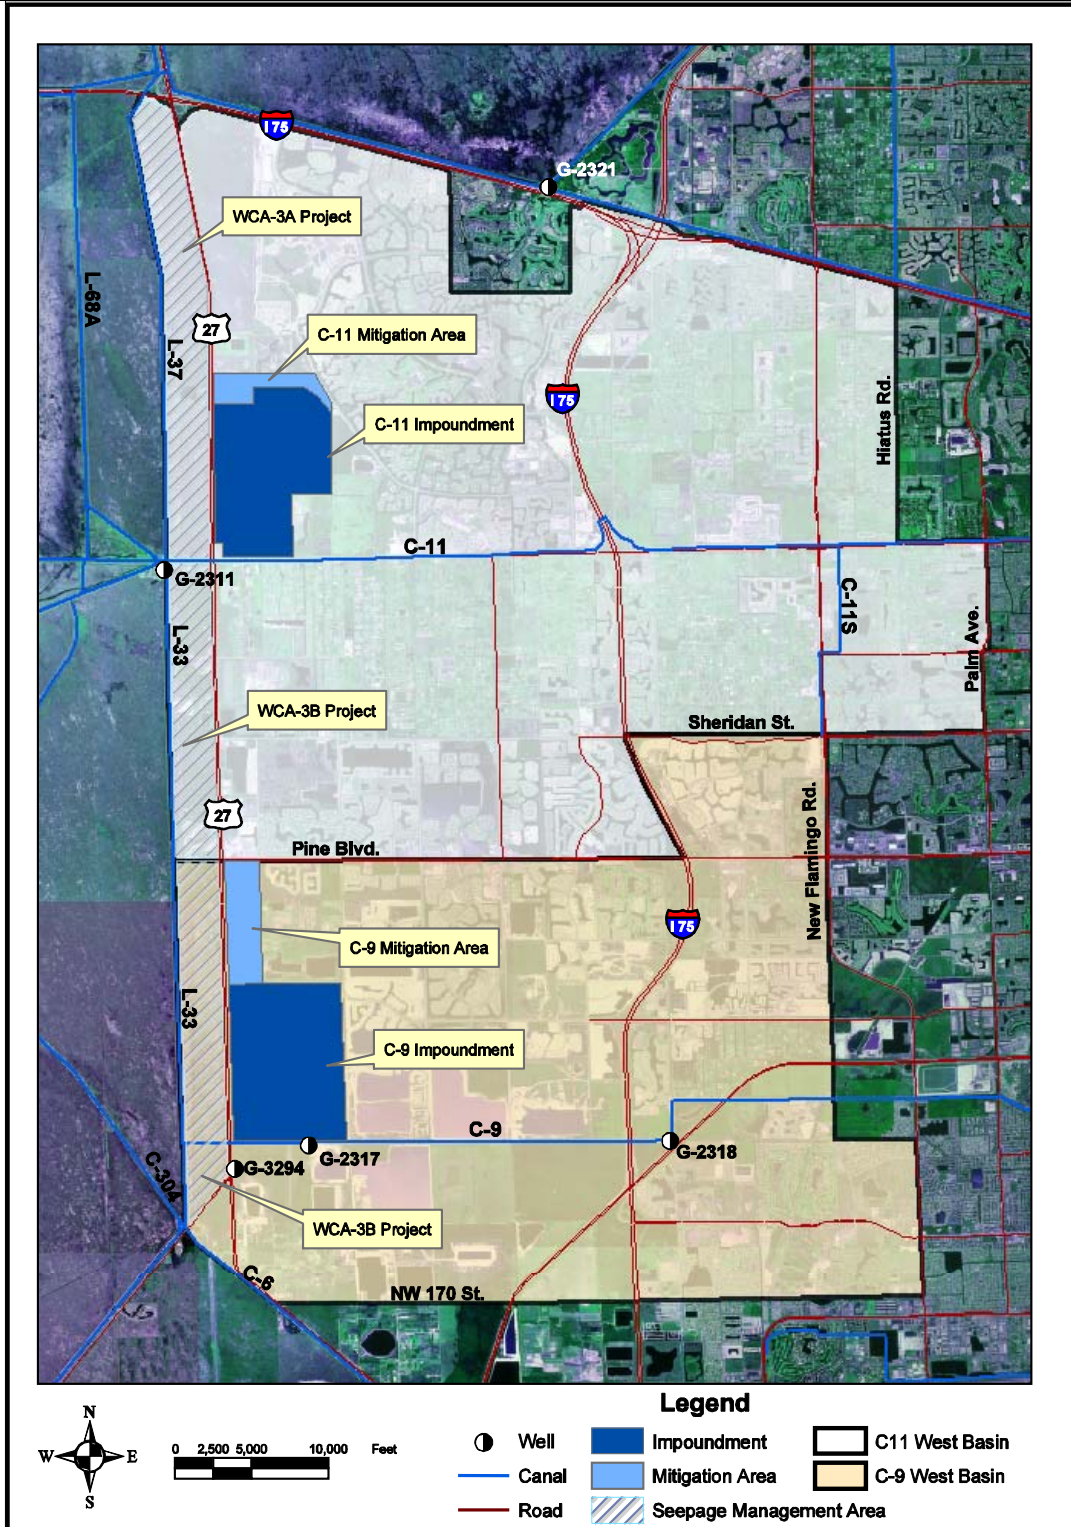 I 75
G-2321
WCA-3A Project
L-68A
27
L-37
C-11 Mitigation Area
I 75
Hiatus Rd.
C-11 Impoundment
C-11
G-2311
C-11S
L-33
Palm Ave.
WCA-3B Project
Sheridan St.
27
New Flamingo Rd.
Pine Blvd.
I 75
C-9 Mitigation Area
L-33
C-9 Impoundment
C-9
G-2317
G-2318
G-3294
C-304
WCA-3B Project
C-6
NW 170 St.
Legend
N
W E
S
0 2,500 5,000 10,000 Feet
Well
Canal
Road
Impoundment
Mitigation Area
Seepage Management Area
C11 West Basin
C-9 West Basin